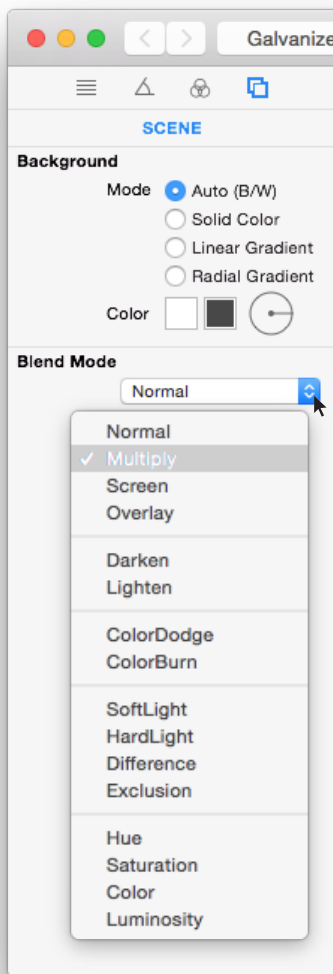 Galvanize
SCENE
Background
Mode Auto (B/W)
Solid Color
Linear Gradient
Radial Gradient
Color
Blend Mode
Normal
Normal
Multiply
Screen
Overlay
Darken
Lighten
ColorDodge
ColorBurn
SoftLight
HardLight
Difference
Exclusion
Hue
Saturation
Color
Luminosity